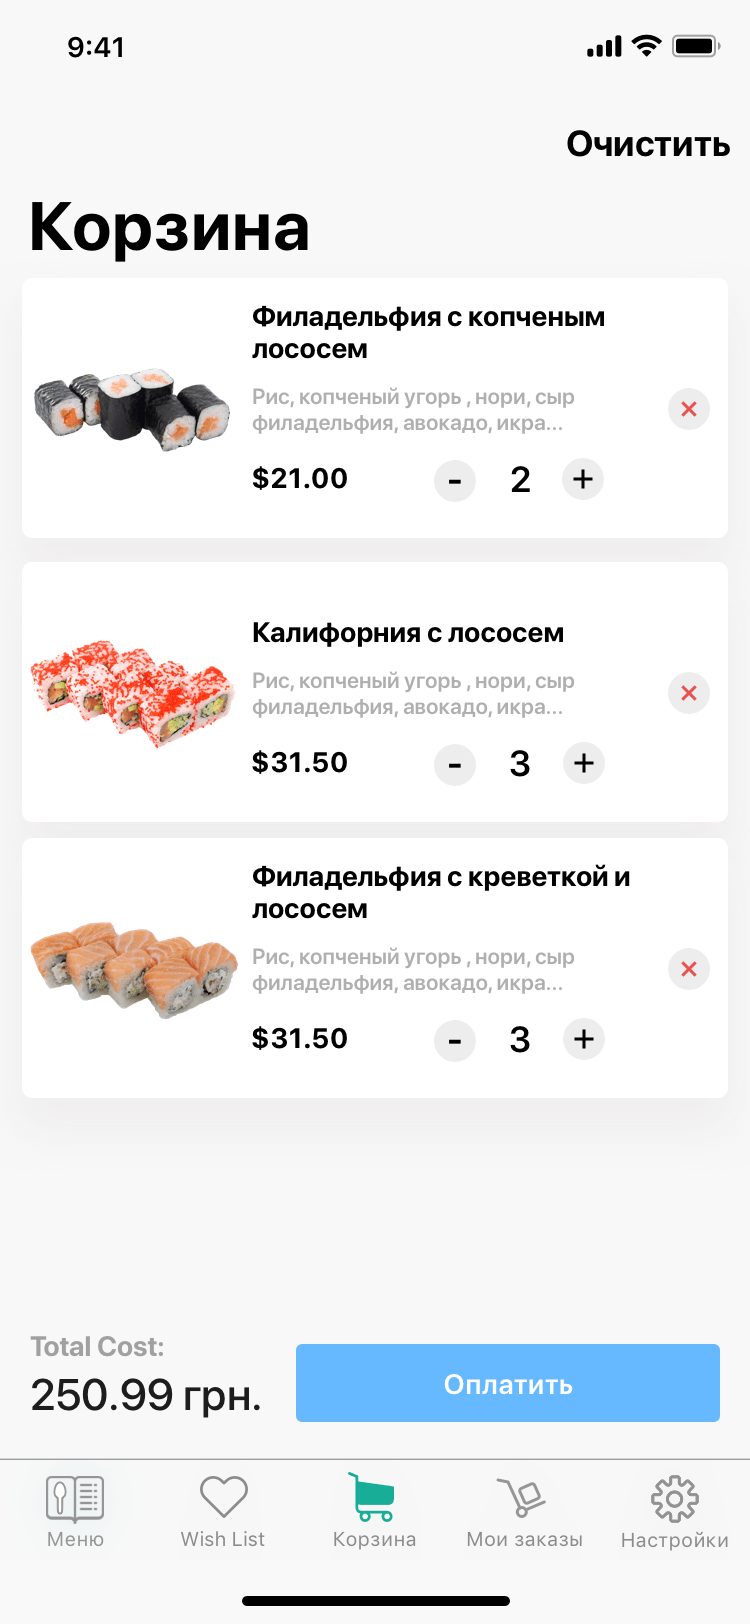 9:41
Очистить
Корзина
Филадельфия с копченым
лососем
Рис, копченый угорь , нори, сыр
филадельфия, авокадо, икра...
$21.00
- 2 +
Калифорния с лососем
Рис, копченый угорь , нори, сыр
филадельфия, авокадо, икра...
$31.50
- 3 +
Филадельфия с креветкой и
лососем
Рис, копченый угорь , нори, сыр
филадельфия, авокадо, икра...
$31.50
- 3 +
Total Cost:
250.99 грн.
Оплатить
Меню
Wish List
Корзина
Мои заказы
Настройки